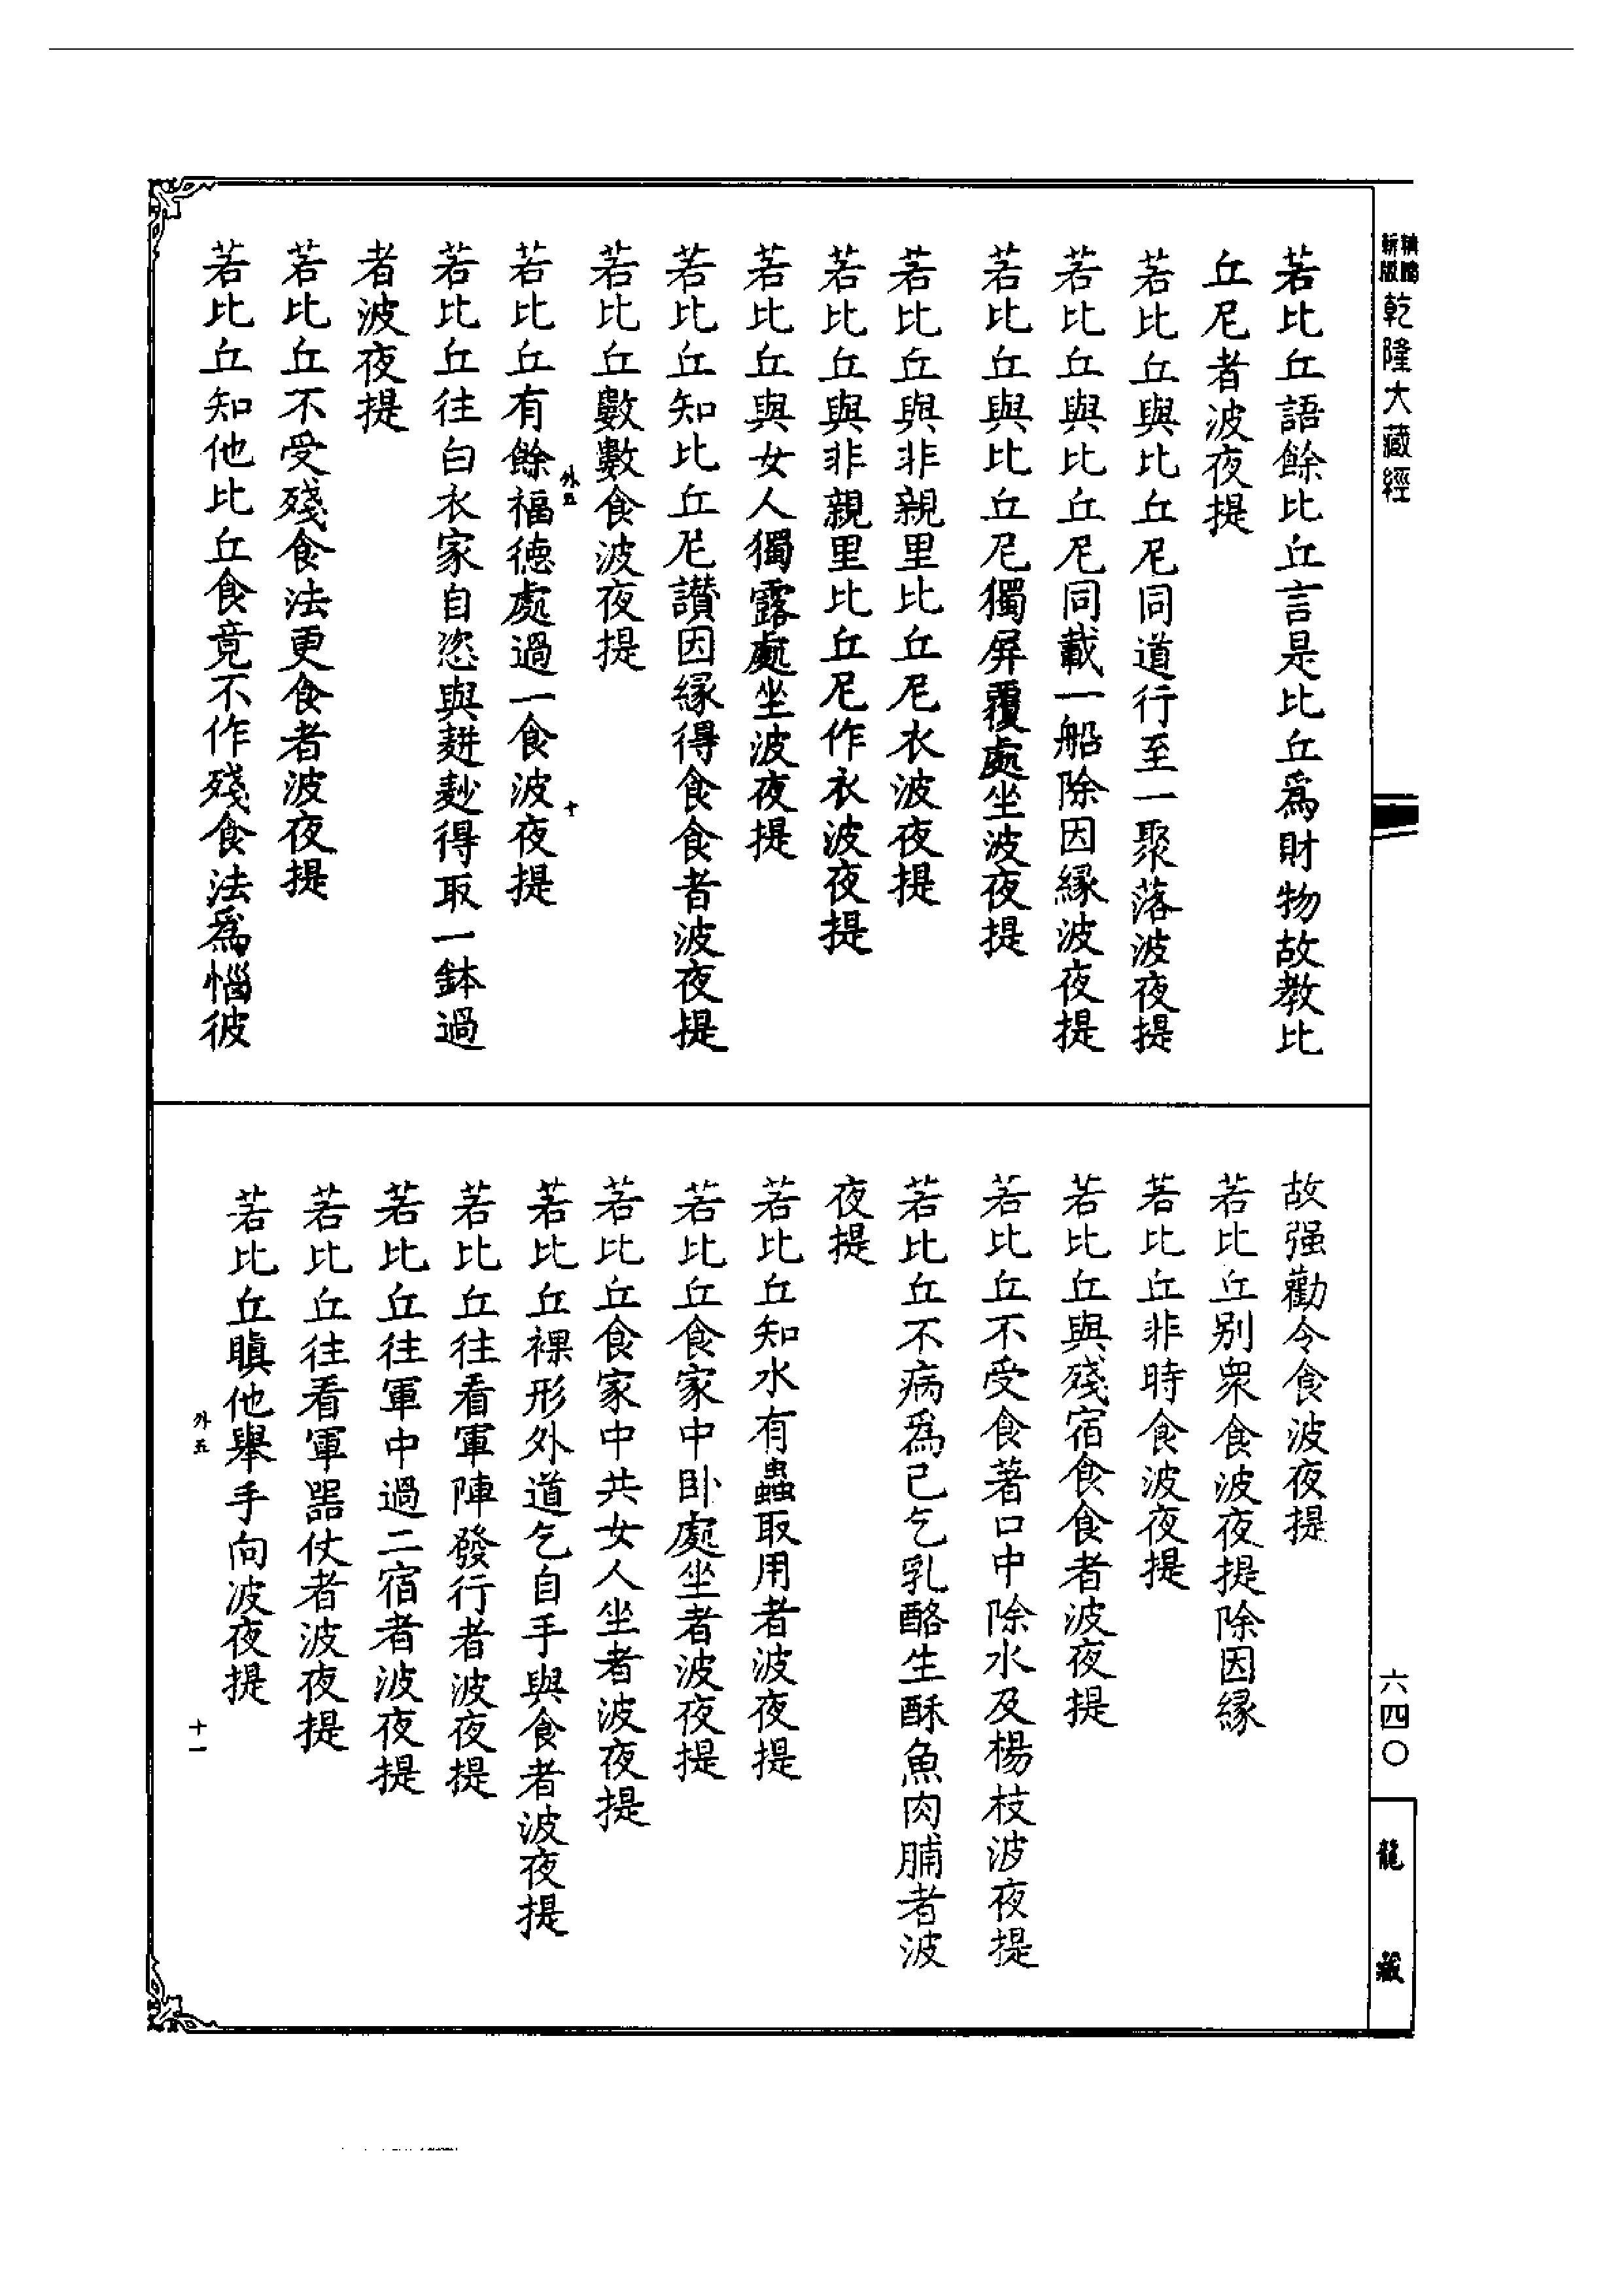 新版
乾隆大藏經
若比丘語餘比丘言是比丘為財物故教比
丘尼者波夜提
若比丘與比丘尼同道行至一聚落波夜提
若比丘與比丘尼同載一船除因緣波夜提
若比丘與比丘尼獨屏覆處坐波夜提
若比丘與非親里比丘尼衣波夜提
若比丘與非親里比丘尼作衣波夜提
若比丘與女人獨露處坐波夜提
若比丘知比丘尼讚因緣得食食者波夜提
若比丘數數食波夜提
外五
十
若比丘有餘福德處過一食波夜提
若比丘往白衣家自恣與麨得取一鉢過
者波夜提
若比丘不受殘食法更食者波夜提
若比丘知他比丘食竟不作殘食法為惱彼
故强勸令食波夜提
若比丘別衆食波夜提除因緣
若比丘非時食波夜提
若比丘與殘宿食食者波夜提
若比丘不受食著口中除水及楊枝波夜提
若比丘不病為已乞乳酪生酥魚肉脯者波
夜提
若比丘知水有蟲取用者波夜提
若比丘食家中卧處坐者波夜提
若比丘食家中共女人坐者波夜提
若比丘裸形外道乞自手與食者波夜提
若比丘往看軍陣發行者波夜提
若比丘往軍中過二宿者波夜提
若比丘往看軍器仗者波夜提
若比丘瞋他舉手向波夜提
外五
十一
六四〇
龍藏